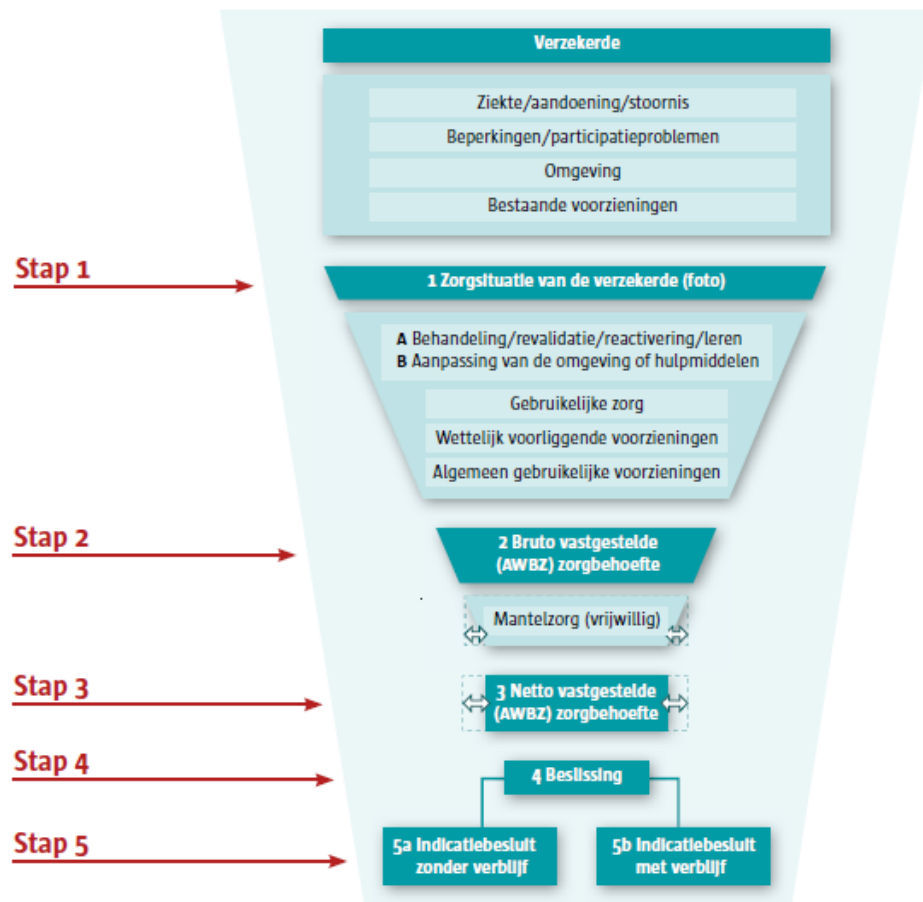 Verzekerde
Ziekte/aandoening/stoornis
Beperkingen/participatieproblemen
Omgeving
Bestaande voorzieningen
Stap 1
1 Zorgsituatie van de verzekerde (foto)
A Behandeling/revalidatie/reactivering/leren
B Aanpassing van de omgeving of hulpmiddelen
Gebruikelijke zorg
Wettelijk voorliggende voorzieningen
Algemeen gebruikelijke voorzieningen
Stap 2
2 Bruto vastgestelde
(AWBZ) zorgbehoefte
Mantelzorg (vrijwillig)
Stap 3
3 Netto vastgestelde
(AWBZ) zorgbehoefte
Stap 4
4 Beslissing
Stap 5
5a Indicatiebesluit
zonder verblijf
5b Indicatiebesluit
met verblijf